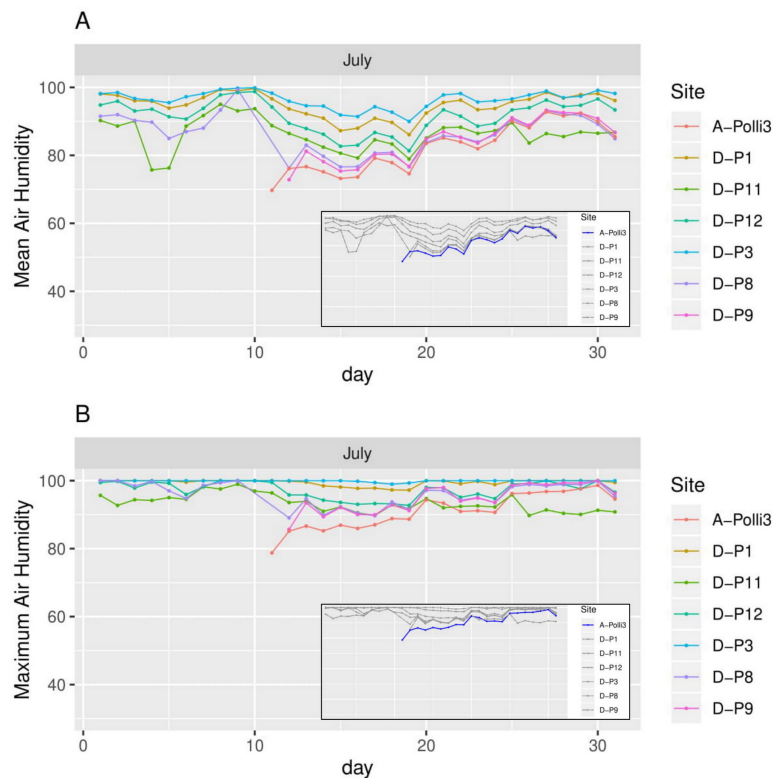 A
July
Mean Air Humidity
100
80
60
40
0
10
20
30
day
Site
A-Polli3
D-P1
D-P11
D-P12
D-P3
D-P8
D-P9
Site
A-Polli3
D-P1
D-P11
D-P12
D-P3
D-P8
D-P9
B
July
Maximum Air Humidity
100
80
60
40
0
10
20
30
day
Site
A-Polli3
D-P1
D-P11
D-P12
D-P3
D-P8
D-P9
Site
A-Polli3
D-P1
D-P11
D-P12
D-P3
D-P8
D-P9